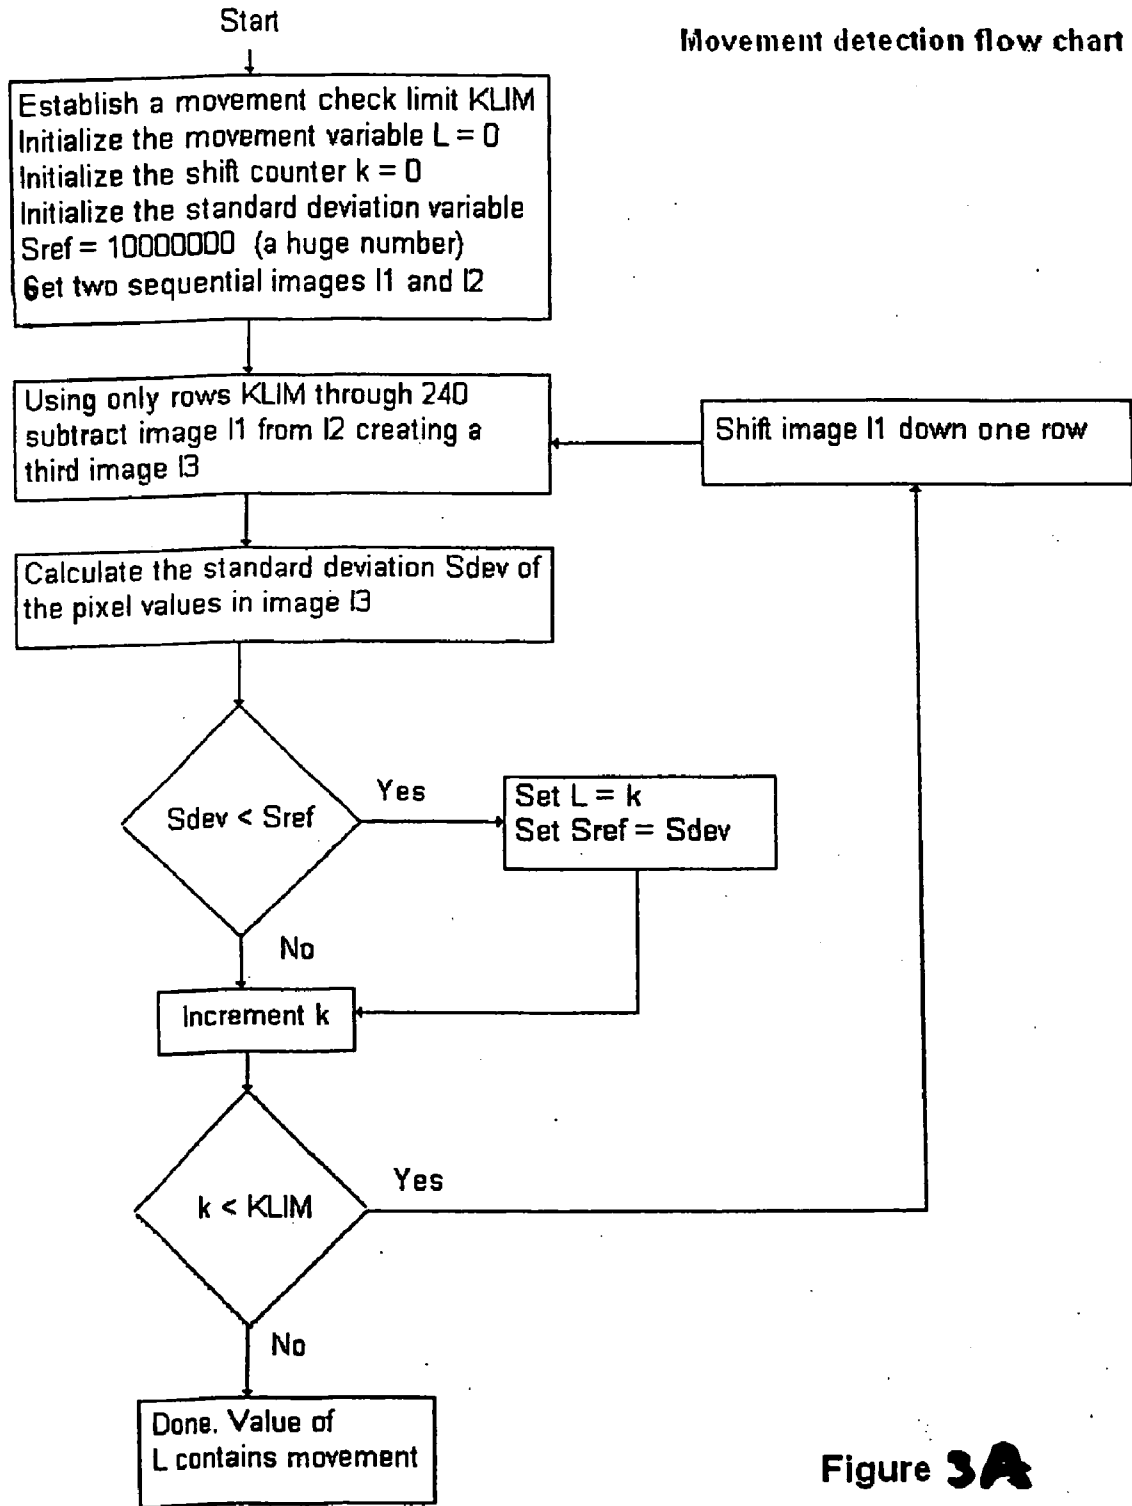 Start
Movement detection flow chart
Establish a movement check limit KLIM
Initialize the movement variable L = 0
Initialize the shift counter k = 0
Initialize the standard deviation variable
Sref = 10000000 (a huge number)
Get two sequential images I1 and I2
Using only rows KLIM through 240
subtract image I1 from I2 creating a
third image I3
Shift image I1 down one row
Calculate the standard deviation Sdev of
the pixel values in image I3
Sdev < Sref
Yes
Set L = k
Set Sref = Sdev
No
Increment k
k < KLIM
Yes
No
Done. Value of
L contains movement
Figure 3A